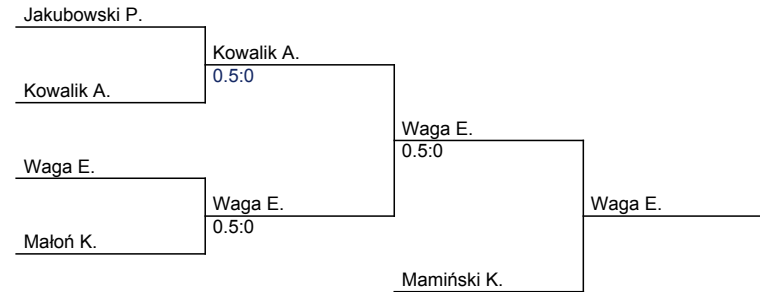 Jakubowski P.
Kowalik A.
0.5:0
Kowalik A.
Waga E.
0.5:0
Waga E.
Waga E.
0.5:0
Waga E.
Małoń K.
Mamiński K.